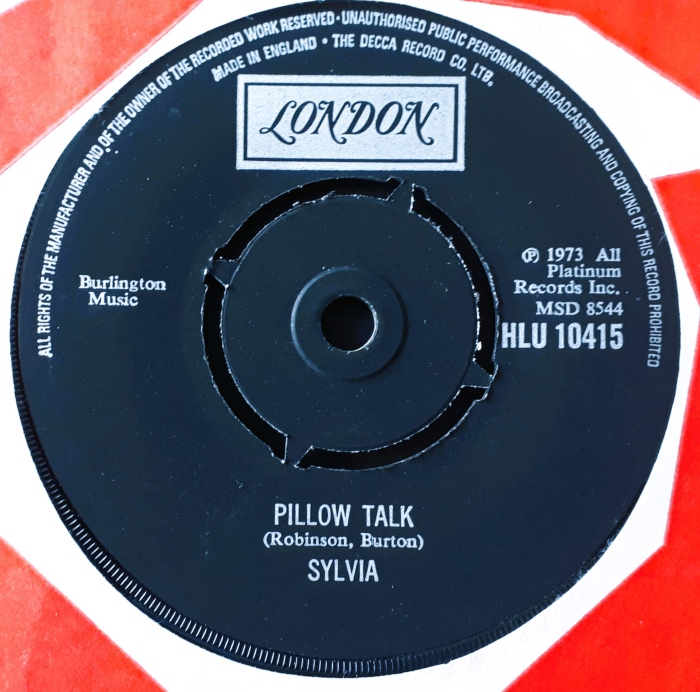 ALL RIGHTS OF THE MANUFACTURER AND OF THE OWNER OF THE RECORDED WORK RESERVED · UNAUTHORISED PUBLIC PERFORMANCE BROADCASTING AND COPYING OF THIS RECORD PROHIBITED
MADE IN ENGLAND · THE DECCA RECORD CO. LTD.
LONDON
Burlington
Music
℗ 1973 All
Platinum
Records Inc.
MSD 8544
HLU 10415
PILLOW TALK
(Robinson, Burton)
SYLVIA